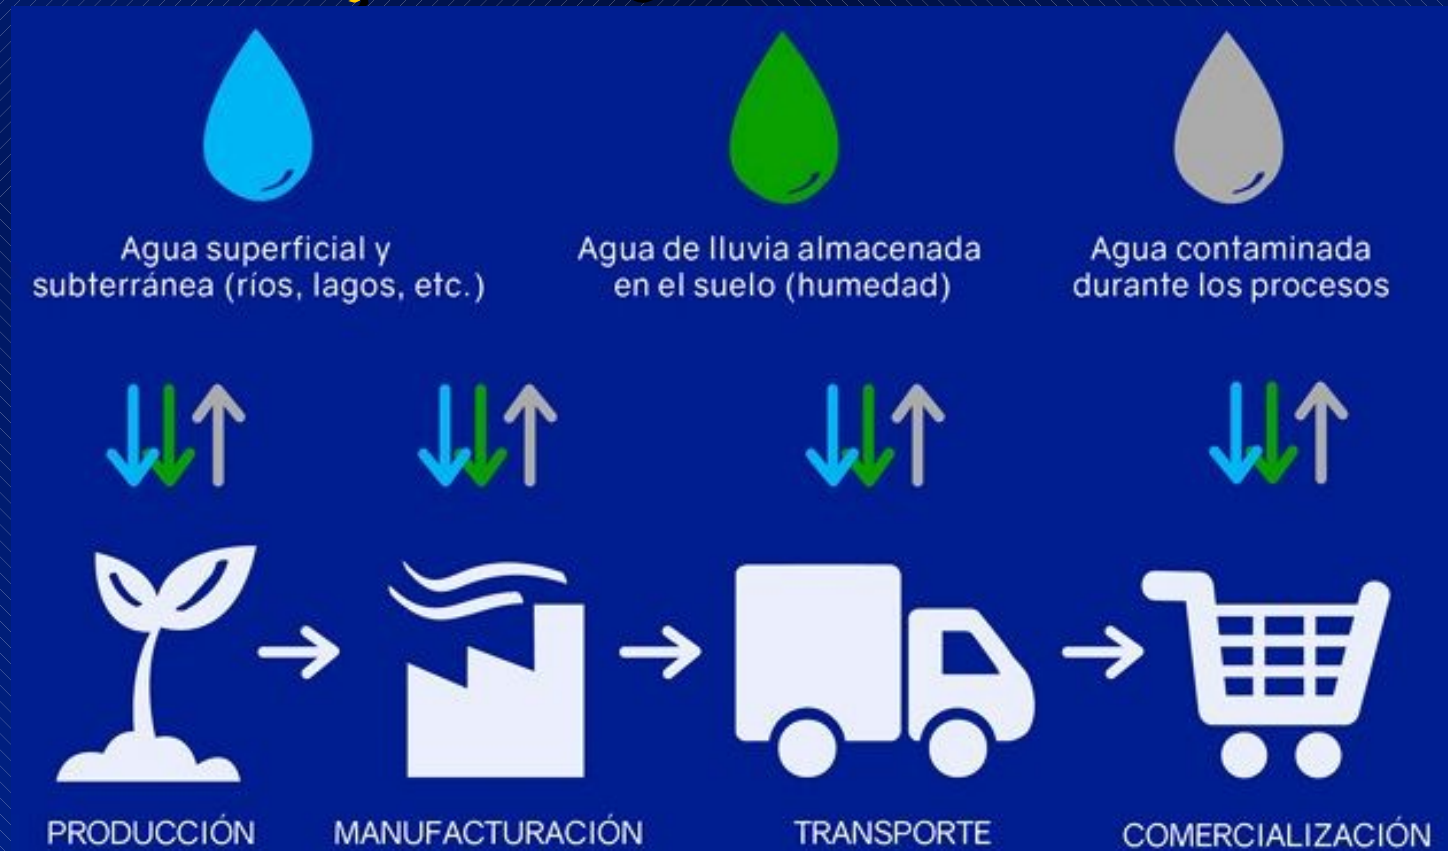 Agua superficial y
subterránea (ríos, lagos, etc.)
Agua de lluvia almacenada
en el suelo (humedad)
Agua contaminada
durante los procesos
PRODUCCIÓN
MANUFACTURACIÓN
TRANSPORTE
COMERCIALIZACIÓN